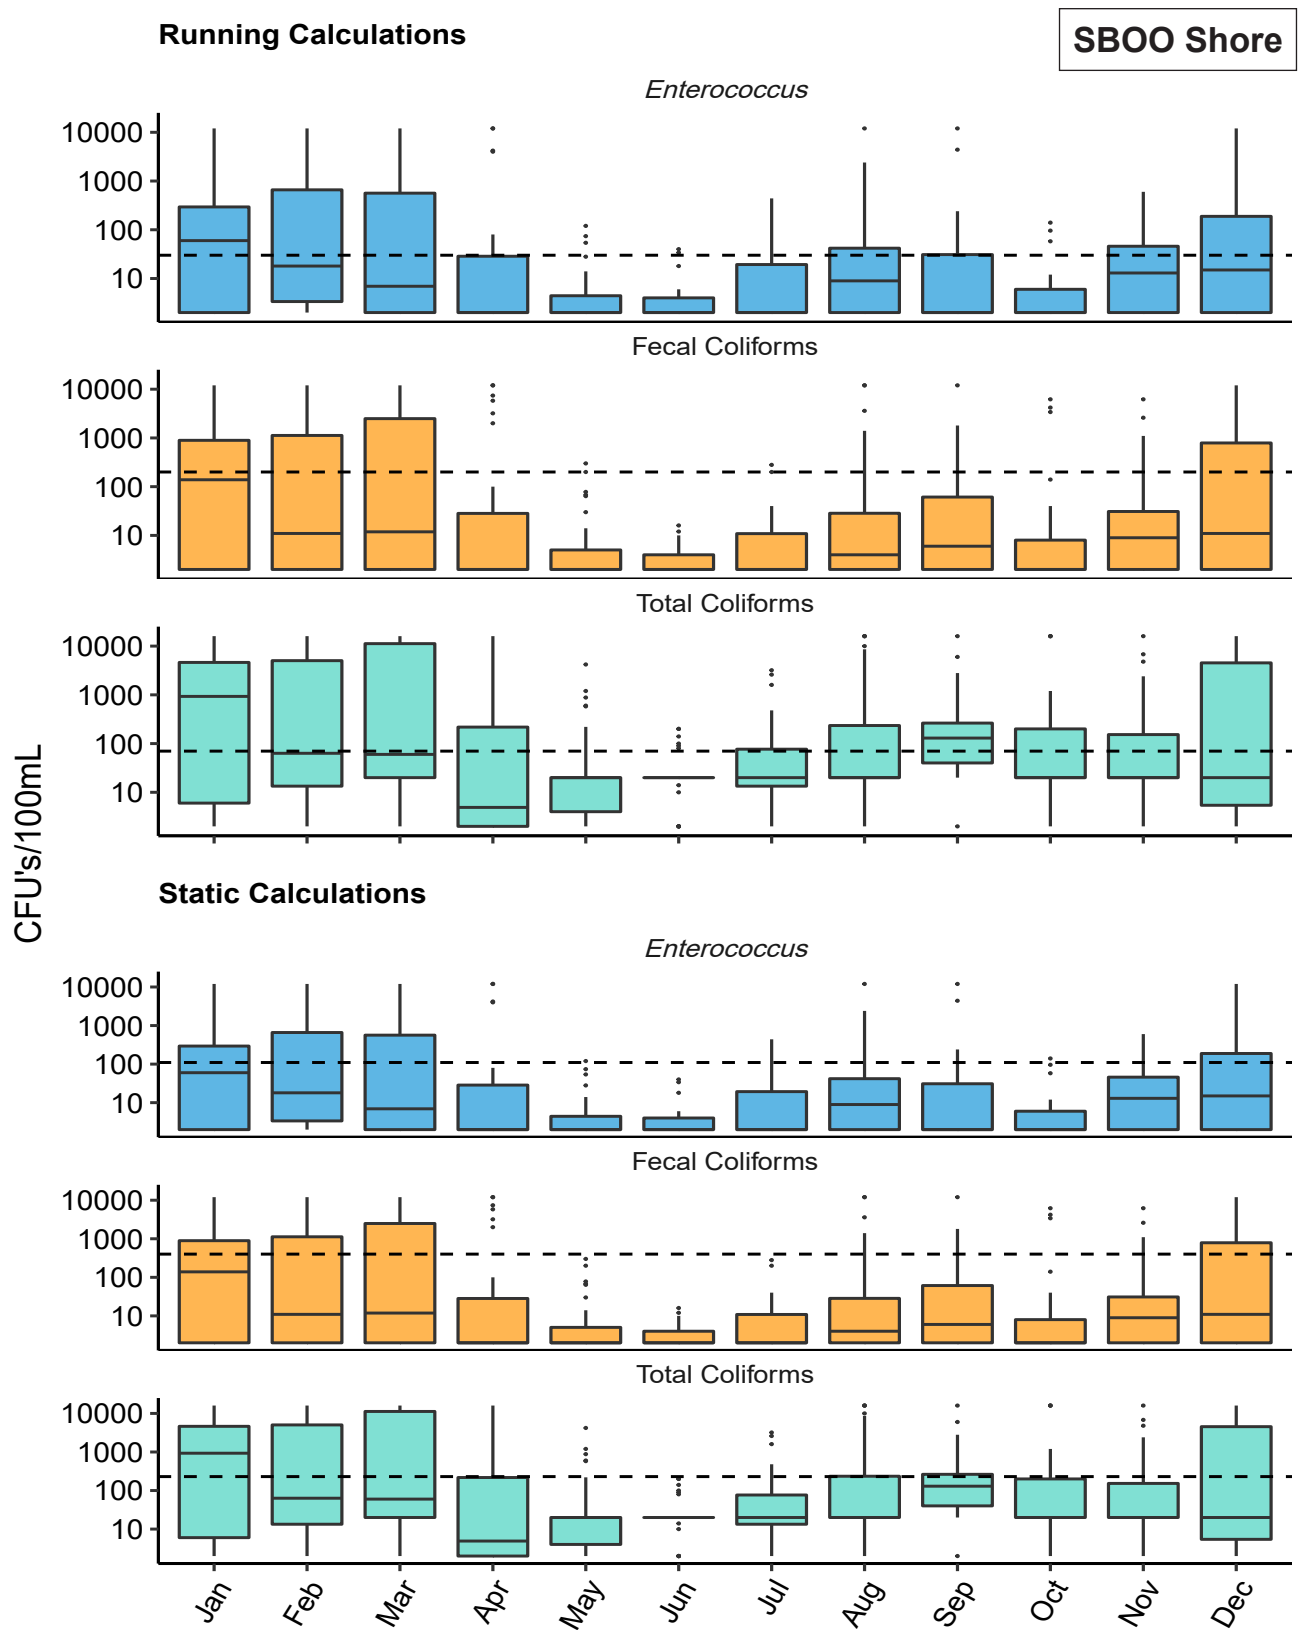 Running Calculations
SBOO Shore
Enterococcus
10000
1000
100
10
Fecal Coliforms
10000
1000
100
10
Total Coliforms
10000
1000
100
10
CFU's/100mL
Static Calculations
Enterococcus
10000
1000
100
10
Fecal Coliforms
10000
1000
100
10
Total Coliforms
10000
1000
100
10
Jan Feb Mar Apr May Jun Jul Aug Sep Oct Nov Dec